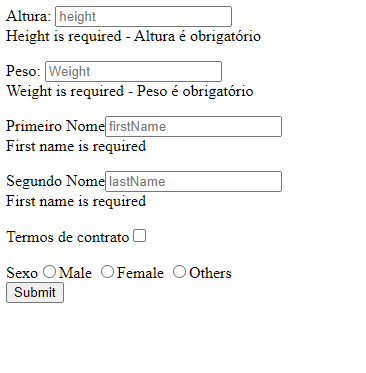 Altura: height
Height is required - Altura é obrigatório
Peso: Weight
Weight is required - Peso é obrigatório
Primeiro Nome firstName
First name is required
Segundo Nome lastName
First name is required
Termos de contrato
Sexo Male Female Others
Submit